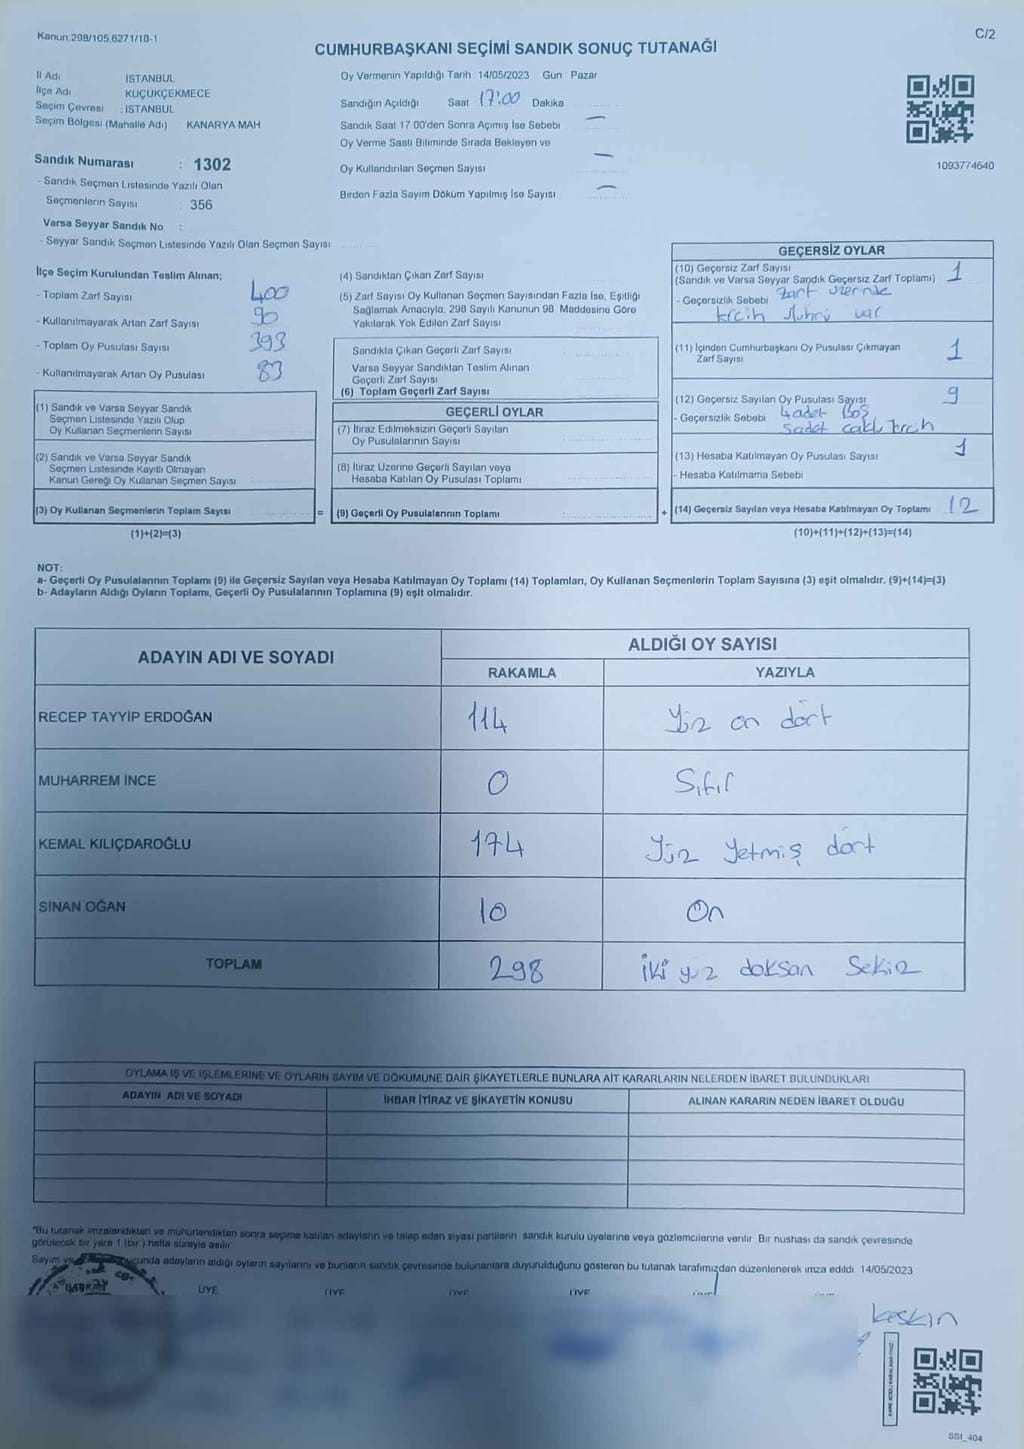 Kanun 298/105,6271/18-1
C/2
CUMHURBAŞKANI SEÇİMİ SANDIK SONUÇ TUTANAĞI
İl Adı : İSTANBUL
İlçe Adı : KÜÇÜKÇEKMECE
Seçim Çevresi : İSTANBUL
Seçim Bölgesi (Mahalle Adı) KANARYA MAH
Sandık Numarası : 1302
- Sandık Seçmen Listesinde Yazılı Olan
Seçmenlerin Sayısı 356
Varsa Seyyar Sandık No :
- Seyyar Sandık Seçmen Listesinde Yazılı Olan Seçmen Sayısı
Oy Vermenin Yapıldığı Tarih 14/05/2023 Gün Pazar
Sandığın Açıldığı Saat 17:00 Dakika
Sandık Saat 17 00'den Sonra Açımış İse Sebebi —
Oy Verme Saati Bitiminde Sırada Bekleyen ve
Oy Kullandırılan Seçmen Sayısı —
Birden Fazla Sayım Döküm Yapılmış İse Sayısı —
1093774640
İlçe Seçim Kurulundan Teslim Alınan;
- Toplam Zarf Sayısı 400
- Kullanılmayarak Artan Zarf Sayısı 90
- Toplam Oy Pusulası Sayısı 393
- Kullanılmayarak Artan Oy Pusulası 83
(1) Sandık ve Varsa Seyyar Sandık
Seçmen Listesinde Yazılı Olup
Oy Kullanan Seçmenlerin Sayısı
(2) Sandık ve Varsa Seyyar Sandık
Seçmen Listesinde Kayıtlı Olmayan
Kanun Gereği Oy Kullanan Seçmen Sayısı
(3) Oy Kullanan Seçmenlerin Toplam Sayısı
(1)+(2)=(3)
(4) Sandıktan Çıkan Zarf Sayısı
(5) Zarf Sayısı Oy Kullanan Seçmen Sayısından Fazla İse, Eşitliği
Sağlamak Amacıyla, 298 Sayılı Kanunun 98. Maddesine Göre
Yakılarak Yok Edilen Zarf Sayısı
Sandıkta Çıkan Geçerli Zarf Sayısı
Varsa Seyyar Sandıktan Teslim Alınan
Geçerli Zarf Sayısı
(6) Toplam Geçerli Zarf Sayısı
GEÇERLİ OYLAR
(7) İtiraz Edilmeksizin Geçerli Sayılan
Oy Pusulalarının Sayısı
(8) İtiraz Üzerine Geçerli Sayılan veya
Hesaba Katılan Oy Pusulası Toplamı
= (9) Geçerli Oy Pusulalarının Toplamı :
GEÇERSİZ OYLAR
(10) Geçersiz Zarf Sayısı 1
(Sandık ve Varsa Seyyar Sandık Geçersiz Zarf Toplamı)
- Geçersizlik Sebebi Zarf üzerinde
tercih Mührü var
(11) İçinden Cumhurbaşkanı Oy Pusulası Çıkmayan 1
Zarf Sayısı
(12) Geçersiz Sayılan Oy Pusulası Sayısı 9
- Geçersizlik Sebebi 4 adet Boş
5 adet çoklu tercih
(13) Hesaba Katılmayan Oy Pusulası Sayısı 1
- Hesaba Katılmama Sebebi
+ (14) Geçersiz Sayılan veya Hesaba Katılmayan Oy Toplamı 12
(10)+(11)+(12)+(13)=(14)
NOT:
a- Geçerli Oy Pusulalarının Toplamı (9) ile Geçersiz Sayılan veya Hesaba Katılmayan Oy Toplamı (14) Toplamları, Oy Kullanan Seçmenlerin Toplam Sayısına (3) eşit olmalıdır. (9)+(14)=(3)
b- Adayların Aldığı Oyların Toplamı, Geçerli Oy Pusulalarının Toplamına (9) eşit olmalıdır.
ADAYIN ADI VE SOYADI
ALDIĞI OY SAYISI
RAKAMLA YAZIYLA
RECEP TAYYİP ERDOĞAN 114 Yüz on dört
MUHARREM İNCE 0 Sıfır
KEMAL KILIÇDAROĞLU 174 Yüz Yetmiş dört
SİNAN OĞAN 10 On
TOPLAM 298 İki yüz doksan Sekiz
OYLAMA İŞ VE İŞLEMLERİNE VE OYLARIN SAYIM VE DÖKÜMÜNE DAİR ŞİKAYETLERLE BUNLARA AİT KARARLARIN NELERDEN İBARET BULUNDUKLARI
ADAYIN ADI VE SOYADI İHBAR İTİRAZ VE ŞİKAYETİN KONUSU ALINAN KARARIN NEDEN İBARET OLDUĞU
*Bu tutanak imzalandıktan ve mühürlendikten sonra seçime katılan adayların ve talep eden siyasi partilerin sandık kurulu üyelerine veya gözlemcilerine verilir Bir nüshası da sandık çevresinde
görülecek bir yere 1 (bir ) hafta süreyle asılır
Sayım ve ucunda adayların aldığı oyların sayılarını ve bunların sandık çevresinde bulunanlara duyurulduğunu gösteren bu tutanak tarafımızdan düzenlenerek imza edildi 14/05/2023
BAŞKAN ÜYE ÜYE ÜYE ÜYE
keskin
SSI_404